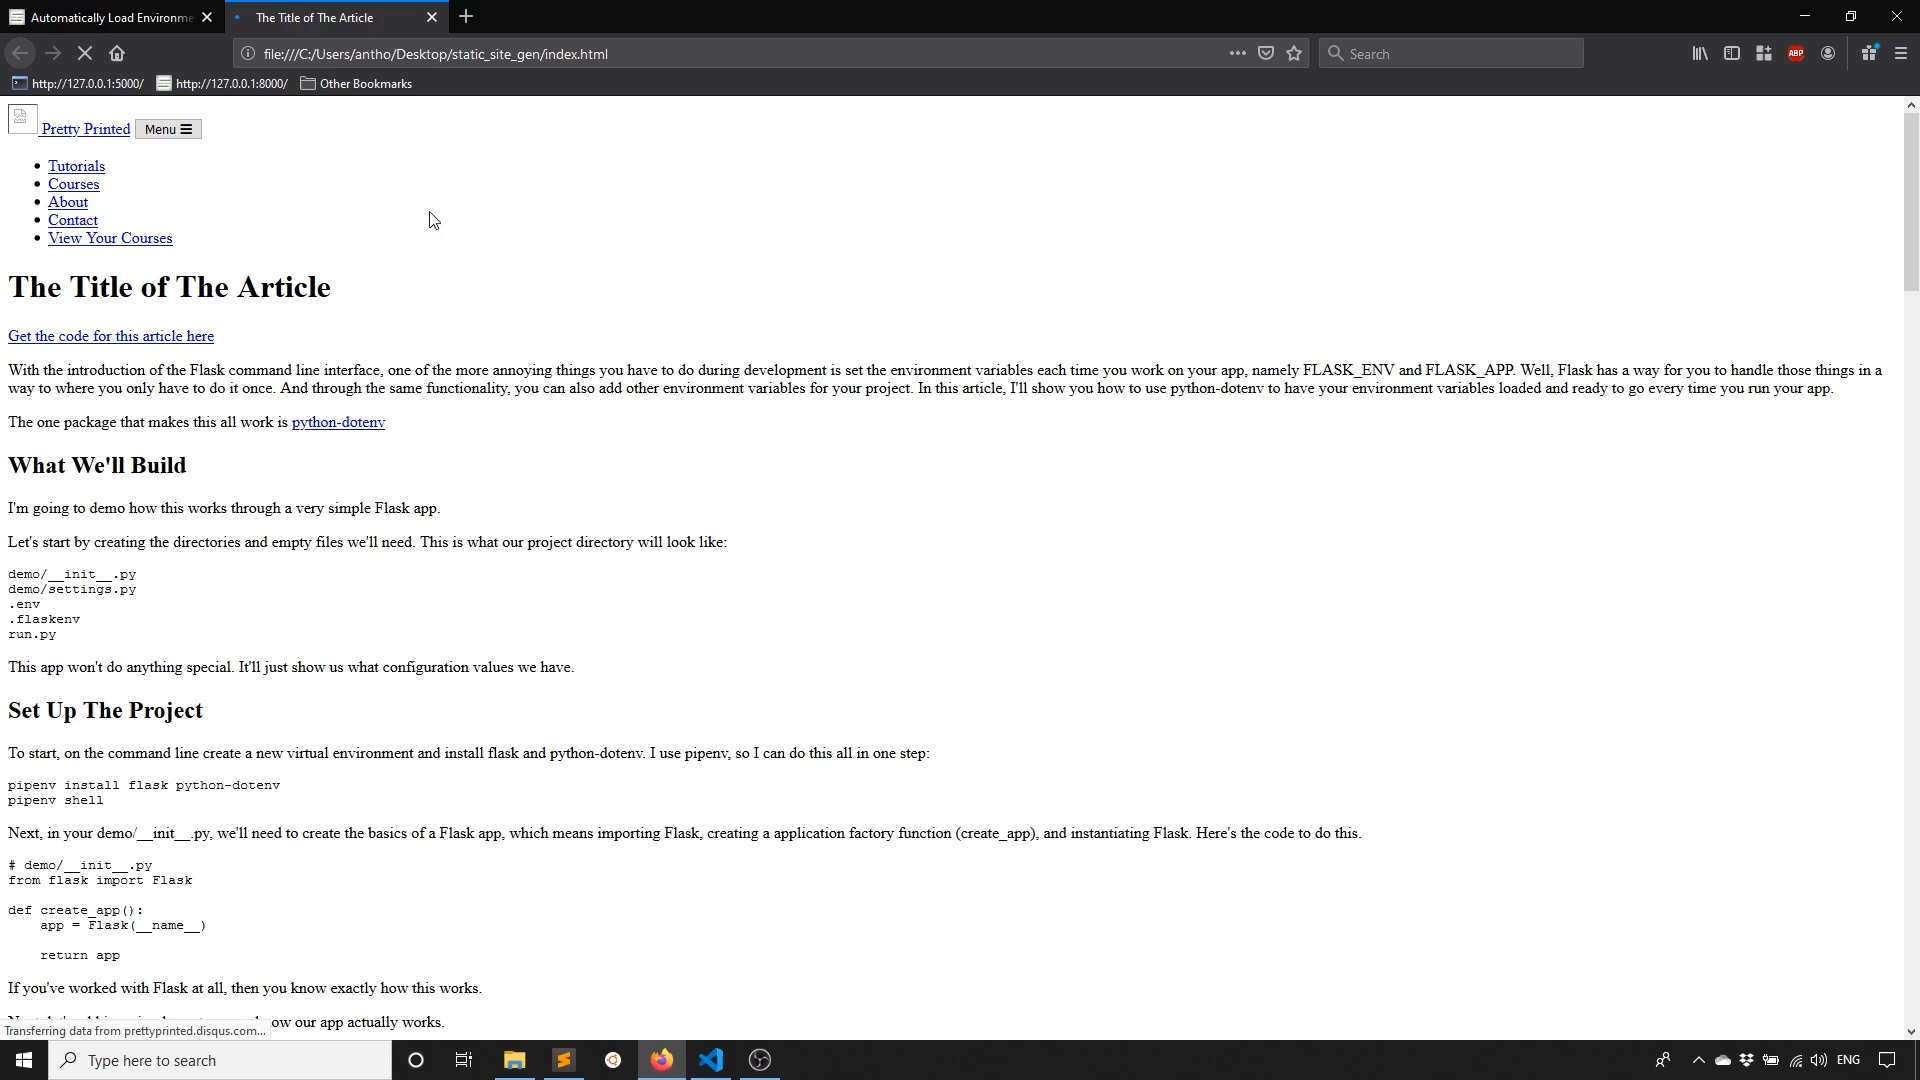 Automatically Load Environme
The Title of The Article
file:///C:/Users/antho/Desktop/static_site_gen/index.html
Search
ABP
http://127.0.0.1:5000/
http://127.0.0.1:8000/
Other Bookmarks
Pretty Printed
Menu
Tutorials
Courses
About
Contact
View Your Courses
The Title of The Article
Get the code for this article here
With the introduction of the Flask command line interface, one of the more annoying things you have to do during development is set the environment variables each time you work on your app, namely FLASK_ENV and FLASK_APP. Well, Flask has a way for you to handle those things in a
way to where you only have to do it once. And through the same functionality, you can also add other environment variables for your project. In this article, I'll show you how to use python-dotenv to have your environment variables loaded and ready to go every time you run your app.
The one package that makes this all work is python-dotenv
What We'll Build
I'm going to demo how this works through a very simple Flask app.
Let's start by creating the directories and empty files we'll need. This is what our project directory will look like:
demo/__init__.py
demo/settings.py
.env
.flaskenv
run.py
This app won't do anything special. It'll just show us what configuration values we have.
Set Up The Project
To start, on the command line create a new virtual environment and install flask and python-dotenv. I use pipenv, so I can do this all in one step:
pipenv install flask python-dotenv
pipenv shell
Next, in your demo/__init__.py, we'll need to create the basics of a Flask app, which means importing Flask, creating a application factory function (create_app), and instantiating Flask. Here's the code to do this.
# demo/__init__.py
from flask import Flask
def create_app():
app = Flask(__name__)
return app
If you've worked with Flask at all, then you know exactly how this works.
our app actually works.
Transferring data from prettyprinted.disqus.com...
Type here to search
ENG